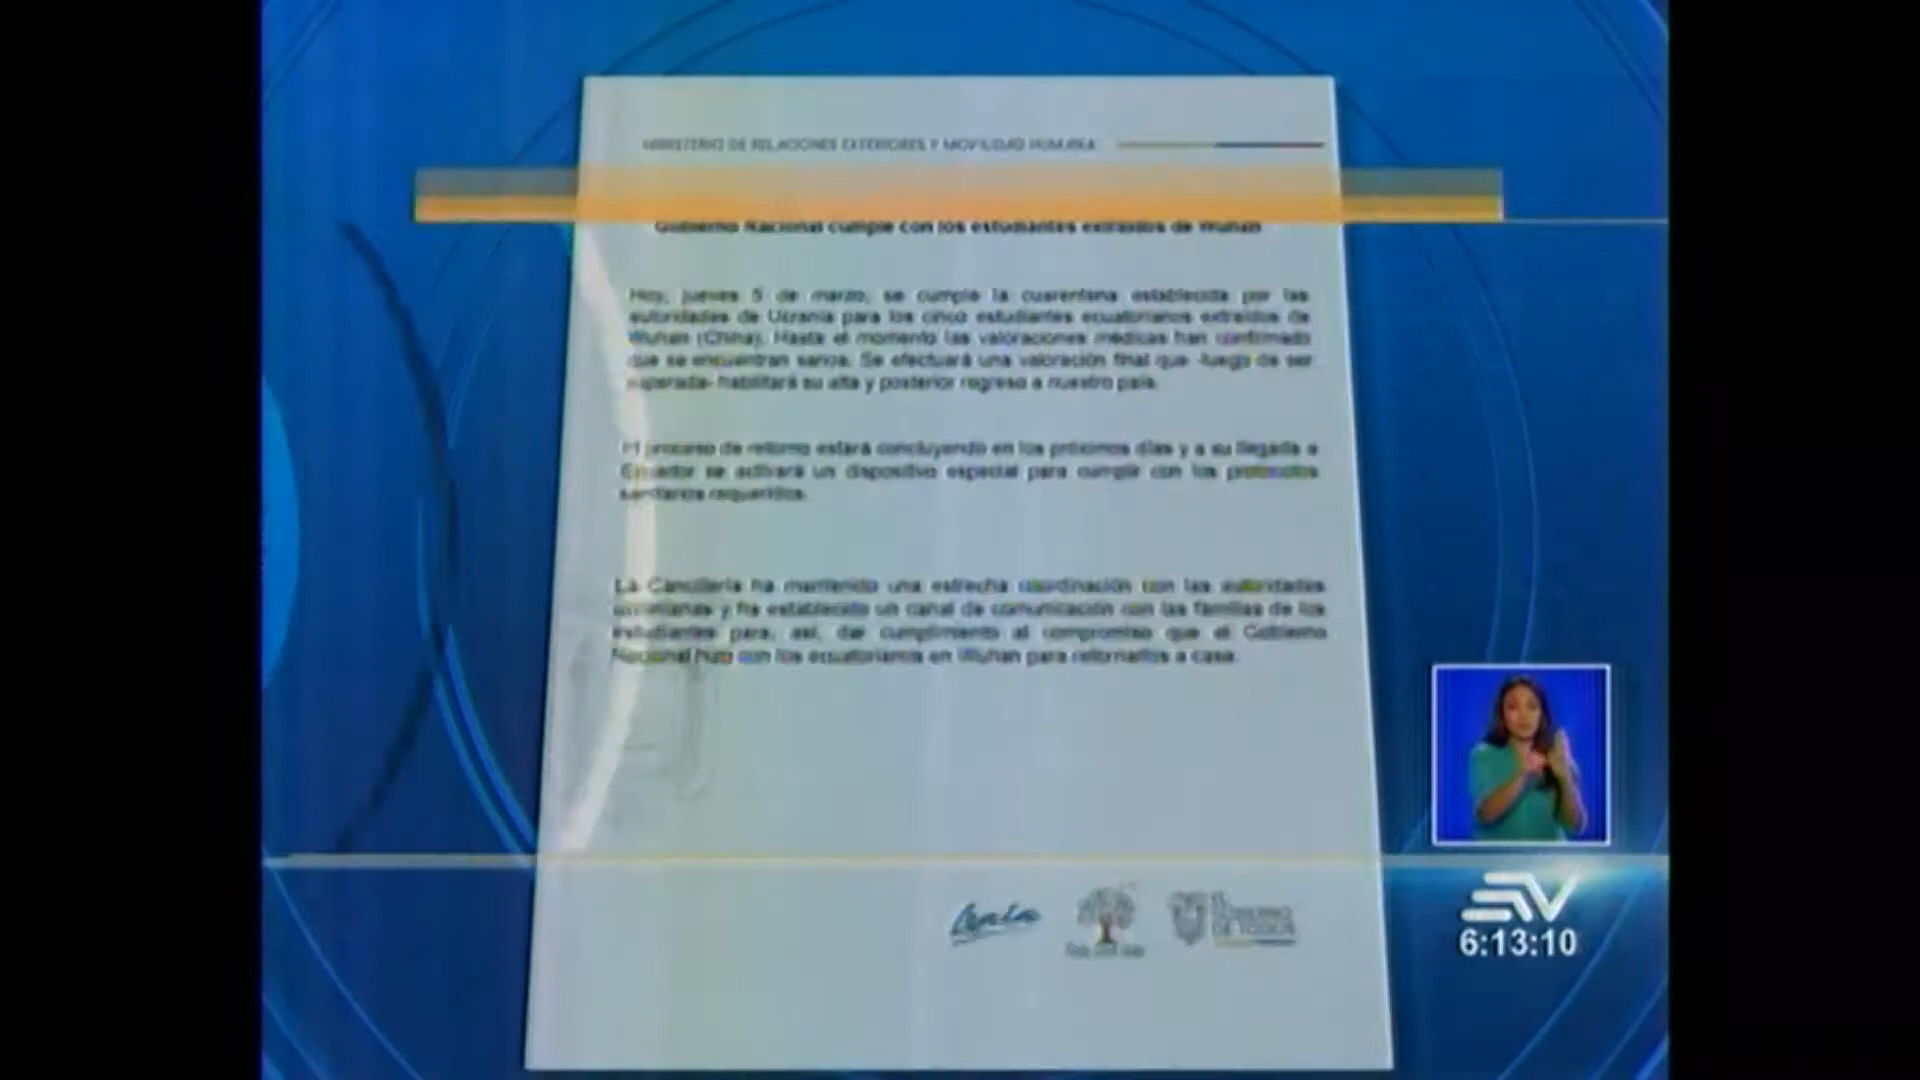 MINISTERIO DE RELACIONES EXTERIORES Y MOVILIDAD HUMANA
Gobierno Nacional cumple con los estudiantes extraídos de Wuhan
Hoy, jueves 5 de marzo, se cumple la cuarentena establecida por las
autoridades de Ucrania para los cinco estudiantes ecuatorianos extraídos de
Wuhan (China). Hasta el momento las valoraciones médicas han confirmado
que se encuentran sanos. Se efectuará una valoración final que -luego de ser
superada- habilitará su alta y posterior regreso a nuestro país.
El proceso de retorno estará concluyendo en los próximos días y a su llegada a
Ecuador se activará un dispositivo especial para cumplir con los protocolos
sanitarios requeridos.
La Cancillería ha mantenido una estrecha coordinación con las autoridades
ucranianas y ha establecido un canal de comunicación con las familias de los
estudiantes para, así, dar cumplimiento al compromiso que el Gobierno
Nacional hizo con los ecuatorianos en Wuhan para retornarlos a casa.
Lenín
6:13:10